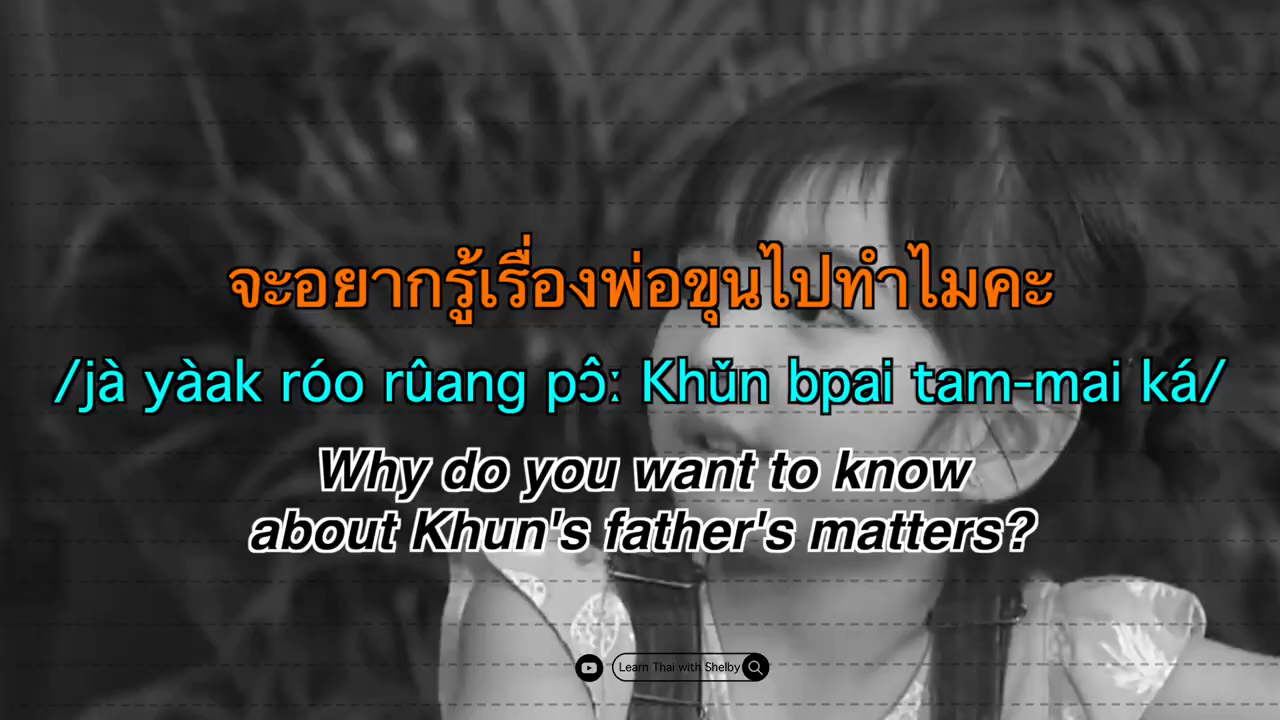 จะอยากรู้เรื่องพ่อขุนไปทำไมคะ
/jà yàak róo rûang pɔ̂ː Khǔn bpai tam-mai ká/
Why do you want to know
about Khun's father's matters?
Learn Thai with Shelby